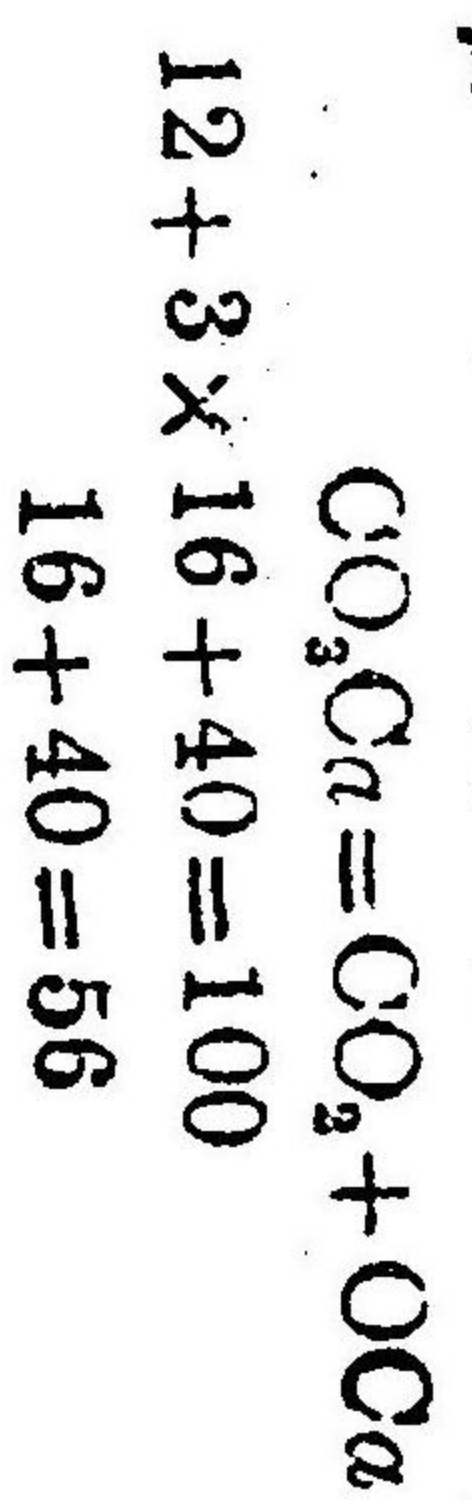 CO₃Ca = CO₂ + OCa
12 + 3 × 16 + 40 = 100
16 + 40 = 56